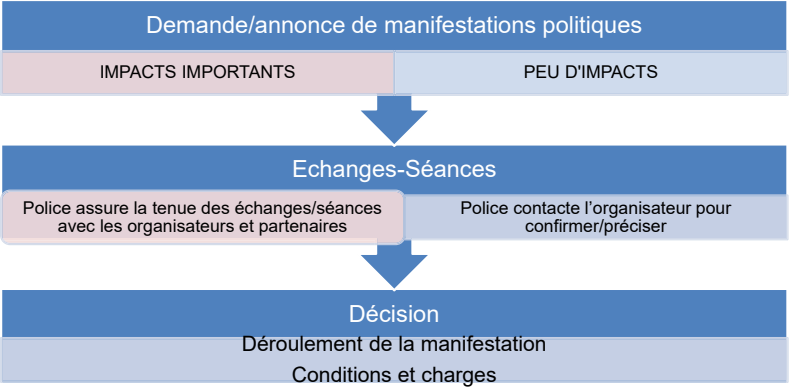 Demande/annonce de manifestations politiques
IMPACTS IMPORTANTS
PEU D'IMPACTS
Echanges-Séances
Police assure la tenue des échanges/séances
avec les organisateurs et partenaires
Police contacte l’organisateur pour
confirmer/préciser
Décision
Déroulement de la manifestation
Conditions et charges